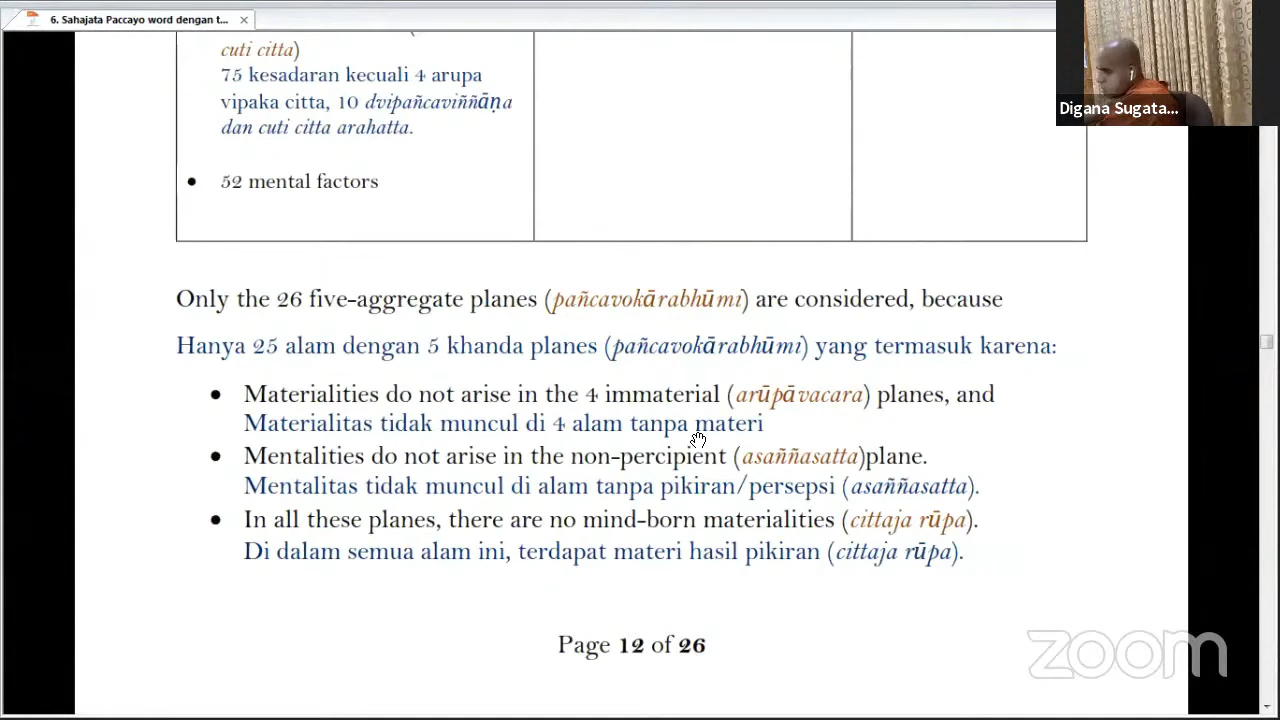 6. Sahajata Paccayo word dengan t...
cuti citta)
75 kesadaran kecuali 4 arupa
vipaka citta, 10 dvipañcaviññāṇa
dan cuti citta arahatta.
• 52 mental factors
Digana Sugata...
Only the 26 five-aggregate planes (pañcavokārabhūmi) are considered, because
Hanya 25 alam dengan 5 khanda planes (pañcavokārabhūmi) yang termasuk karena:
• Materialities do not arise in the 4 immaterial (arūpāvacara) planes, and
Materialitas tidak muncul di 4 alam tanpa materi
• Mentalities do not arise in the non-percipient (asaññasatta)plane.
Mentalitas tidak muncul di alam tanpa pikiran/persepsi (asaññasatta).
• In all these planes, there are no mind-born materialities (cittaja rūpa).
Di dalam semua alam ini, terdapat materi hasil pikiran (cittaja rūpa).
Page 12 of 26
zoom